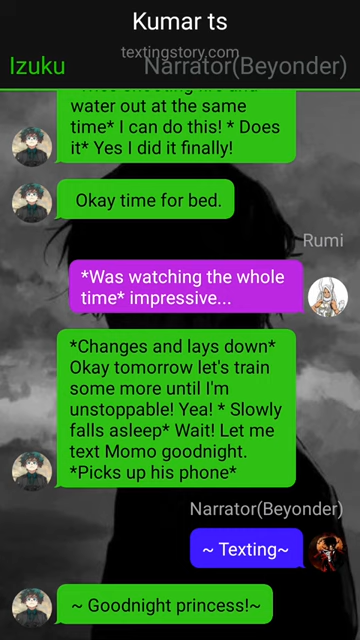 Kumar ts
textingstory.com
Izuku
Narrator(Beyonder)
water out at the same
time* I can do this! * Does
it* Yes I did it finally!
Okay time for bed.
Rumi
*Was watching the whole
time* impressive...
*Changes and lays down*
Okay tomorrow let's train
some more until I'm
unstoppable! Yea! * Slowly
falls asleep* Wait! Let me
text Momo goodnight.
*Picks up his phone*
Narrator(Beyonder)
~ Texting~
~ Goodnight princess!~